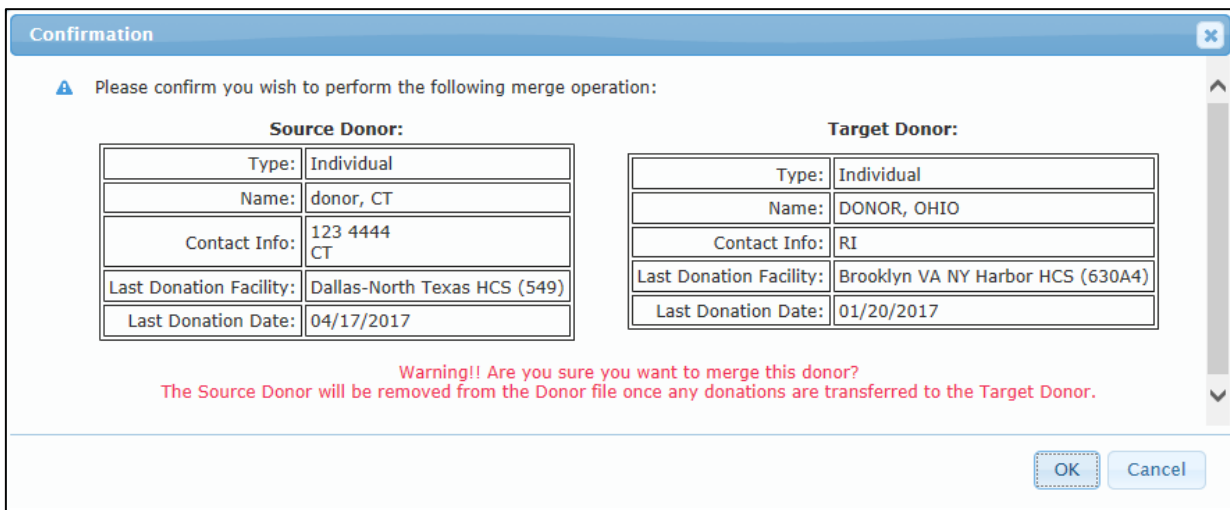 Confirmation
Please confirm you wish to perform the following merge operation:
Source Donor:
Type: Individual
Name: donor, CT
Contact Info: 123 4444
CT
Last Donation Facility: Dallas-North Texas HCS (549)
Last Donation Date: 04/17/2017
Target Donor:
Type: Individual
Name: DONOR, OHIO
Contact Info: RI
Last Donation Facility: Brooklyn VA NY Harbor HCS (630A4)
Last Donation Date: 01/20/2017
Warning!! Are you sure you want to merge this donor?
The Source Donor will be removed from the Donor file once any donations are transferred to the Target Donor.
OK
Cancel